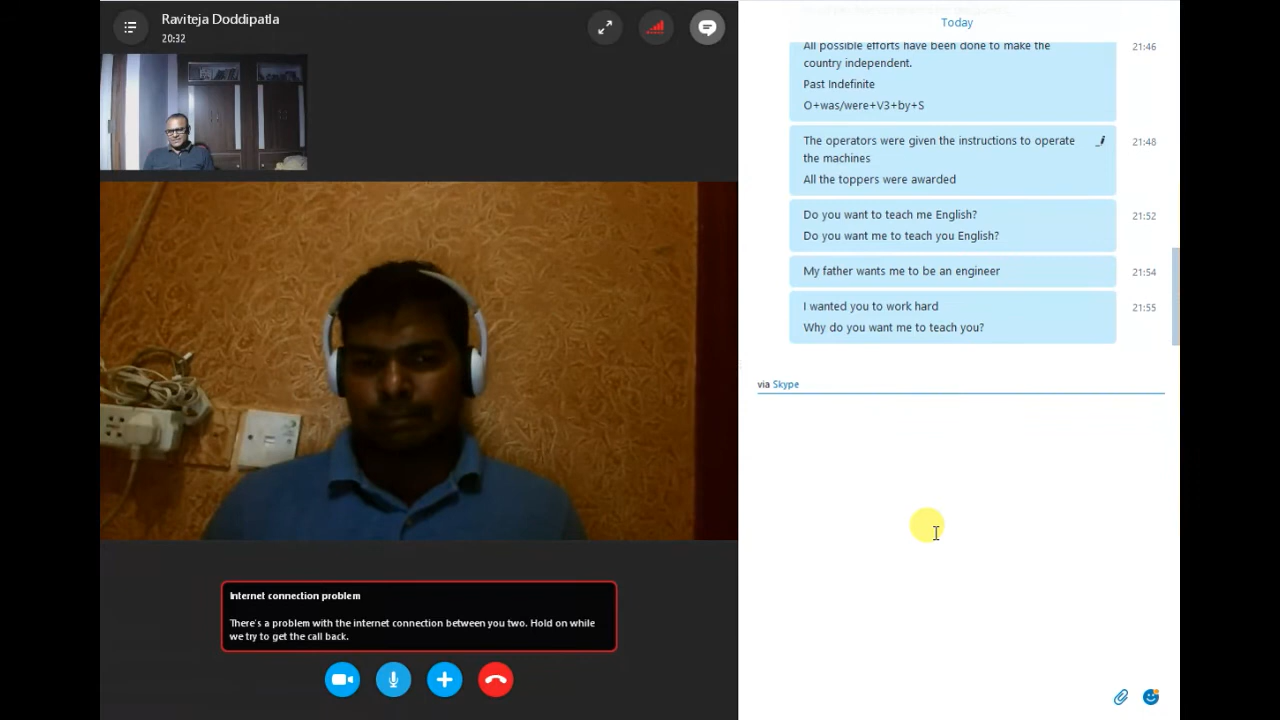 Raviteja Doddipatla
20:32
Today
All possible efforts have been done to make the
country independent.
Past Indefinite
O+was/were+V3+by+S
21:46
The operators were given the instructions to operate
the machines
All the toppers were awarded
21:48
Do you want to teach me English?
Do you want me to teach you English?
21:52
My father wants me to be an engineer
21:54
I wanted you to work hard
Why do you want me to teach you?
21:55
via Skype
Internet connection problem
There's a problem with the internet connection between you two. Hold on while
we try to get the call back.